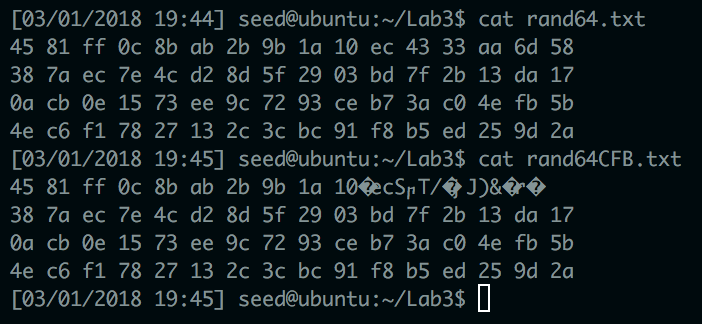 [03/01/2018 19:44] seed@ubuntu:~/Lab3$ cat rand64.txt
45 81 ff 0c 8b ab 2b 9b 1a 10 ec 43 33 aa 6d 58
38 7a ec 7e 4c d2 8d 5f 29 03 bd 7f 2b 13 da 17
0a cb 0e 15 73 ee 9c 72 93 ce b7 3a c0 4e fb 5b
4e c6 f1 78 27 13 2c 3c bc 91 f8 b5 ed 25 9d 2a
[03/01/2018 19:45] seed@ubuntu:~/Lab3$ cat rand64CFB.txt
45 81 ff 0c 8b ab 2b 9b 1a 10
38 7a ec 7e 4c d2 8d 5f 29 03 bd 7f 2b 13 da 17
0a cb 0e 15 73 ee 9c 72 93 ce b7 3a c0 4e fb 5b
4e c6 f1 78 27 13 2c 3c bc 91 f8 b5 ed 25 9d 2a
[03/01/2018 19:45] seed@ubuntu:~/Lab3$